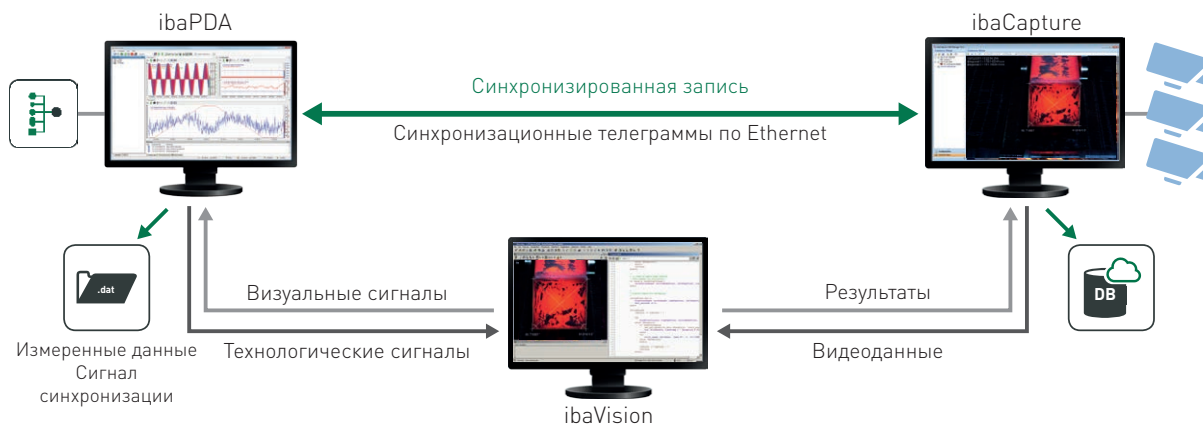 ibaPDA
ibaCapture
Синхронизированная запись
Синхронизационные телеграммы по Ethernet
.dat
Визуальные сигналы
Результаты
DB
Измеренные данные
Сигнал
синхронизации
Технологические сигналы
Видеоданные
ibaVision